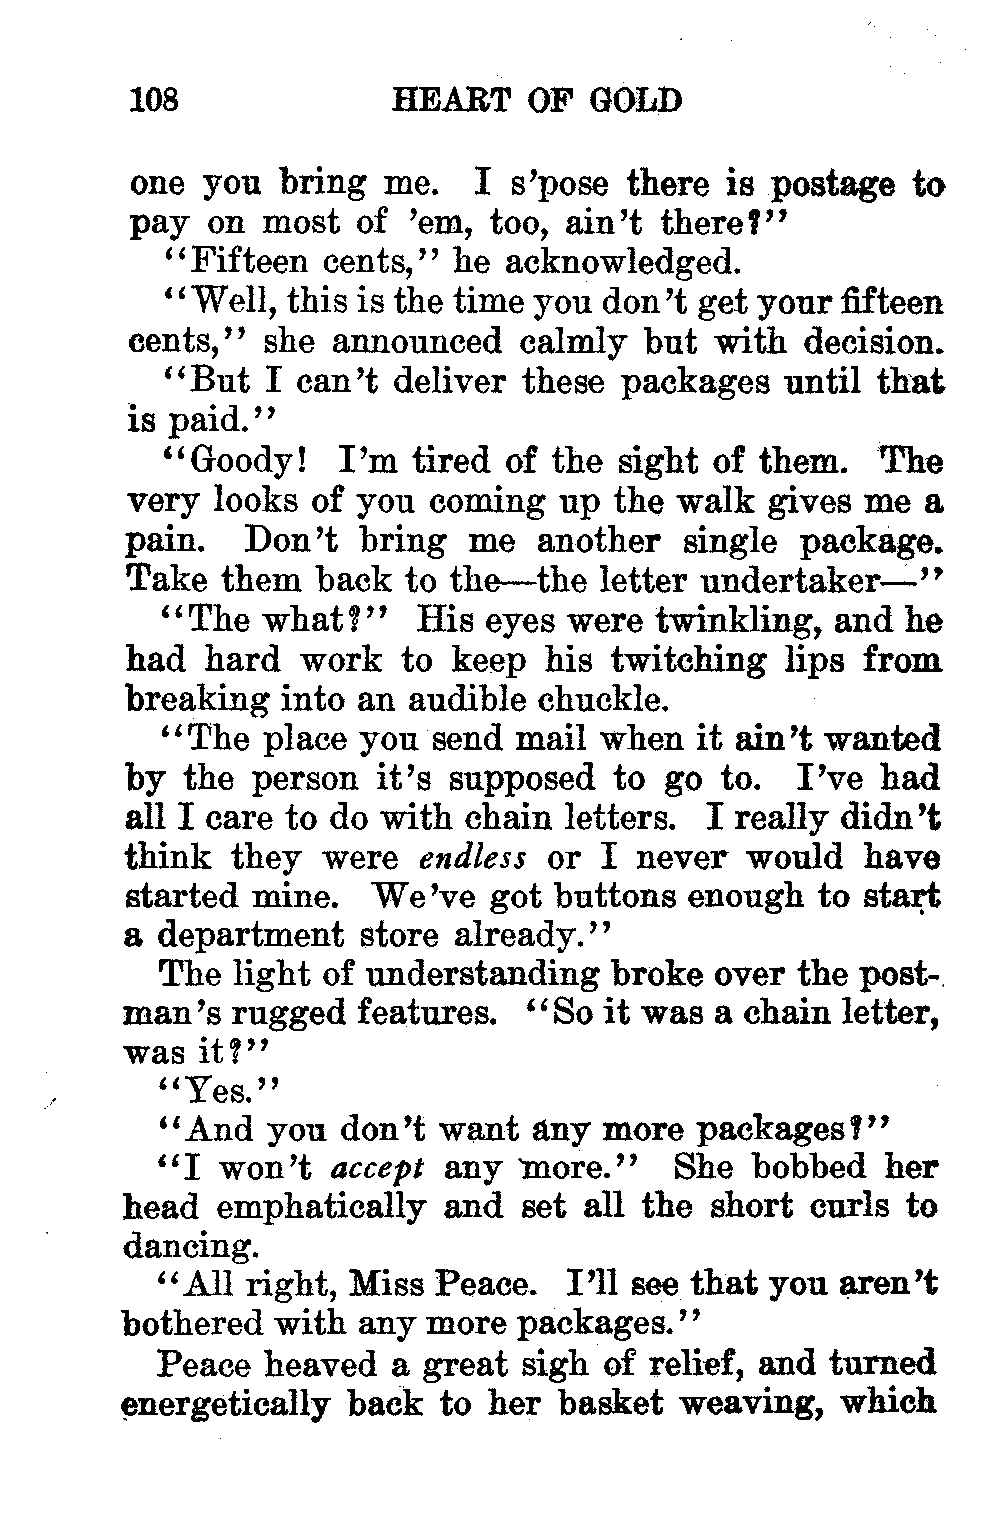 108 HEART OF GOLD
one you bring me. I s'pose there is postage to
pay on most of 'em, too, ain't there?"
"Fifteen cents," he acknowledged.
"Well, this is the time you don't get your fifteen
cents," she announced calmly but with decision.
"But I can't deliver these packages until that
is paid."
"Goody! I'm tired of the sight of them. The
very looks of you coming up the walk gives me a
pain. Don't bring me another single package.
Take them back to the—the letter undertaker—"
"The what?" His eyes were twinkling, and he
had hard work to keep his twitching lips from
breaking into an audible chuckle.
"The place you send mail when it ain't wanted
by the person it's supposed to go to. I've had
all I care to do with chain letters. I really didn't
think they were endless or I never would have
started mine. We've got buttons enough to start
a department store already."
The light of understanding broke over the post-
man's rugged features. "So it was a chain letter,
was it?"
"Yes."
"And you don't want any more packages?"
"I won't accept any more." She bobbed her
head emphatically and set all the short curls to
dancing.
"All right, Miss Peace. I'll see that you aren't
bothered with any more packages."
Peace heaved a great sigh of relief, and turned
energetically back to her basket weaving, which